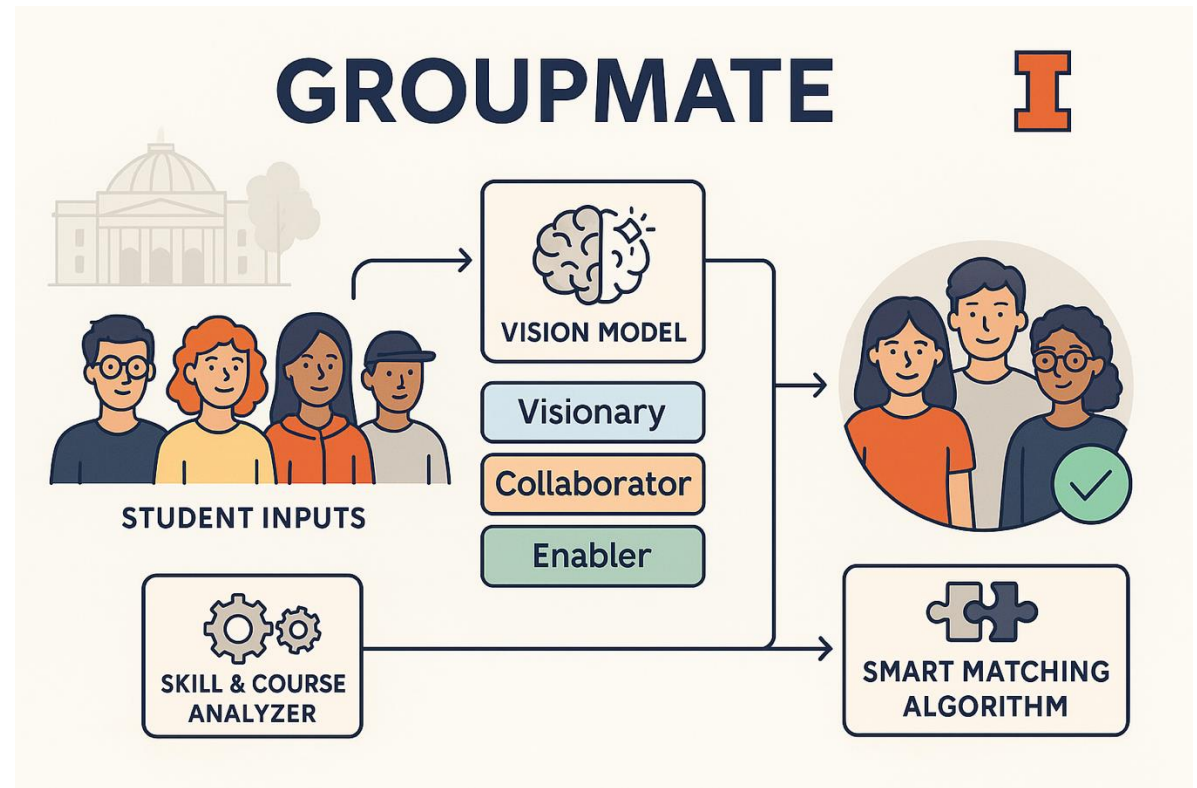 GROUPMATE
I
VISION MODEL
Visionary
Collaborator
Enabler
STUDENT INPUTS
SKILL & COURSE
ANALYZER
SMART MATCHING
ALGORITHM